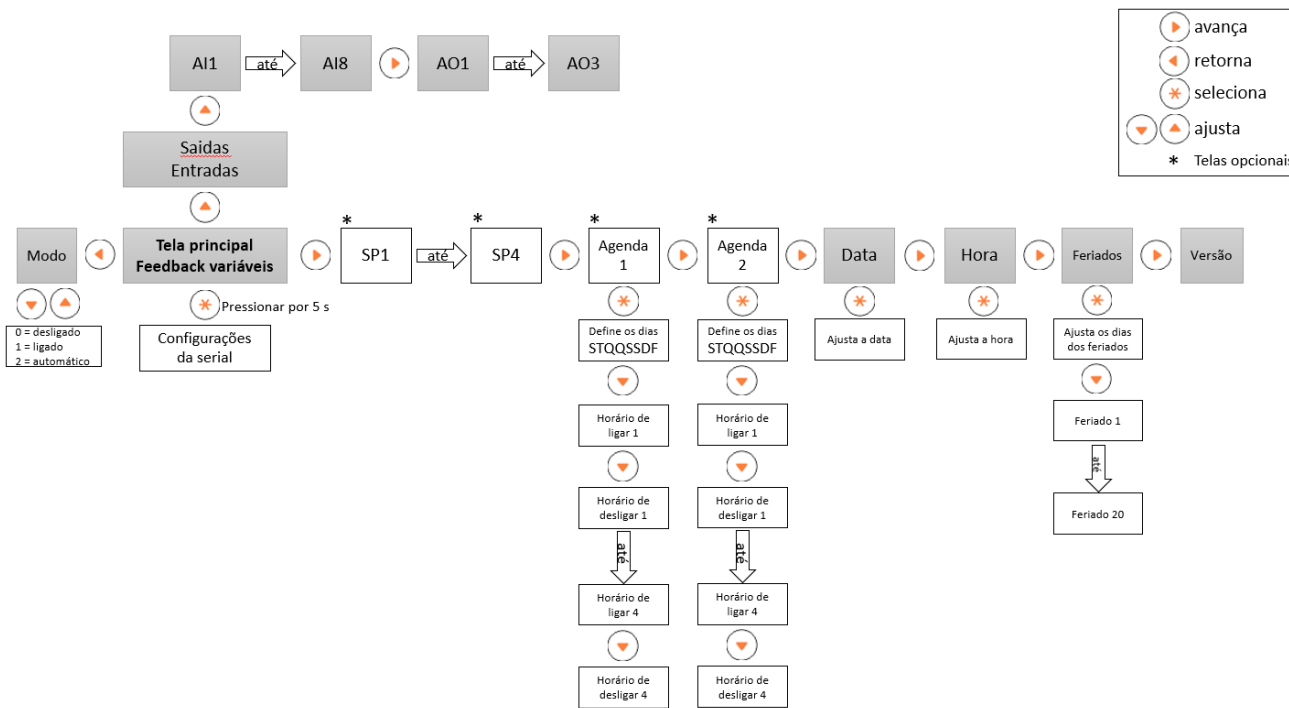 AI1
até
AI8
AO1
até
AO3
avança
retorna
seleciona
ajusta
* Telas opcionais
Saidas
Entradas
Modo
Tela principal
Feedback variáveis
*
SP1
até
*
SP4
*
Agenda
1
*
Agenda
2
Data
Hora
Feriados
Versão
0 = desligado
1 = ligado
2 = automático
Pressionar por 5 s
Configurações
da serial
Define os dias
STQQSSDF
Define os dias
STQQSSDF
Ajusta a data
Ajusta a hora
Ajusta os dias
dos feriados
Horário de
ligar 1
Horário de
ligar 1
Feriado 1
até
Feriado 20
Horário de
desligar 1
Horário de
desligar 1
até
até
Horário de
ligar 4
Horário de
ligar 4
Horário de
desligar 4
Horário de
desligar 4